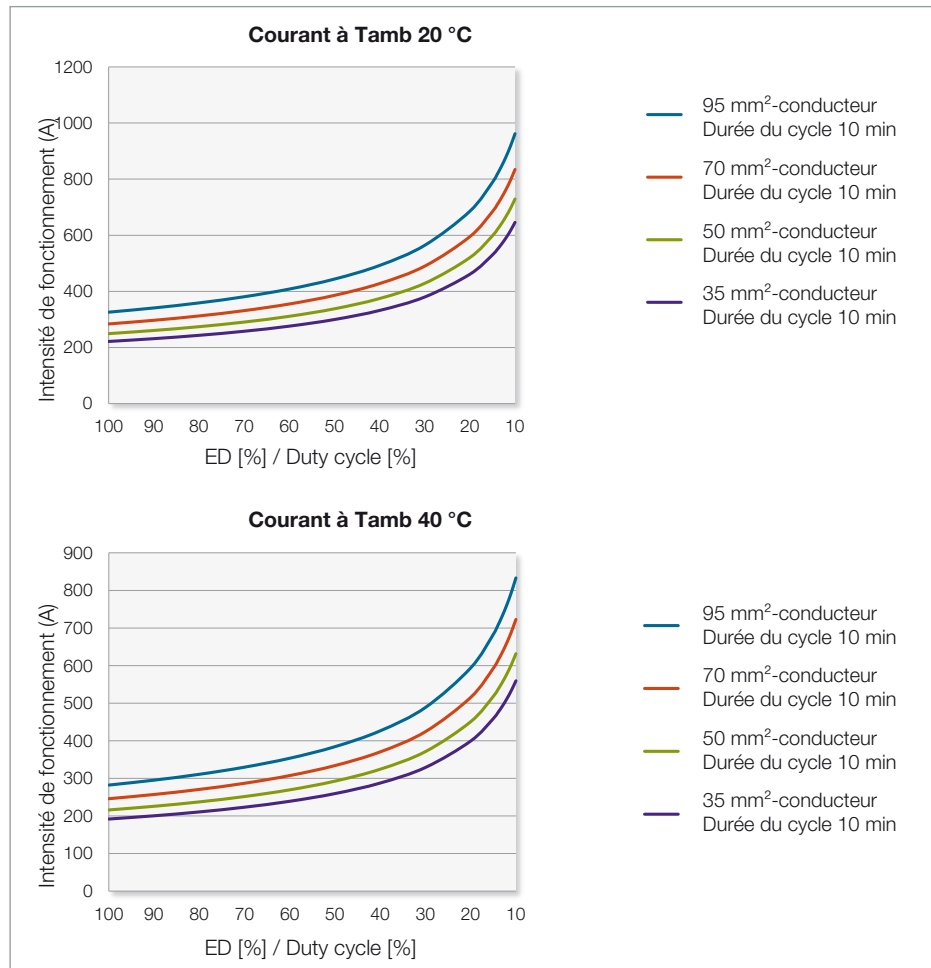 Courant à Tamb 20 °C
Intensité de fonctionnement (A)
1200
1000
800
600
400
200
0
100 90 80 70 60 50 40 30 20 10
ED [%] / Duty cycle [%]
95 mm²-conducteur
Durée du cycle 10 min
70 mm²-conducteur
Durée du cycle 10 min
50 mm²-conducteur
Durée du cycle 10 min
35 mm²-conducteur
Durée du cycle 10 min
Courant à Tamb 40 °C
Intensité de fonctionnement (A)
900
800
700
600
500
400
300
200
100
0
100 90 80 70 60 50 40 30 20 10
ED [%] / Duty cycle [%]
95 mm²-conducteur
Durée du cycle 10 min
70 mm²-conducteur
Durée du cycle 10 min
50 mm²-conducteur
Durée du cycle 10 min
35 mm²-conducteur
Durée du cycle 10 min